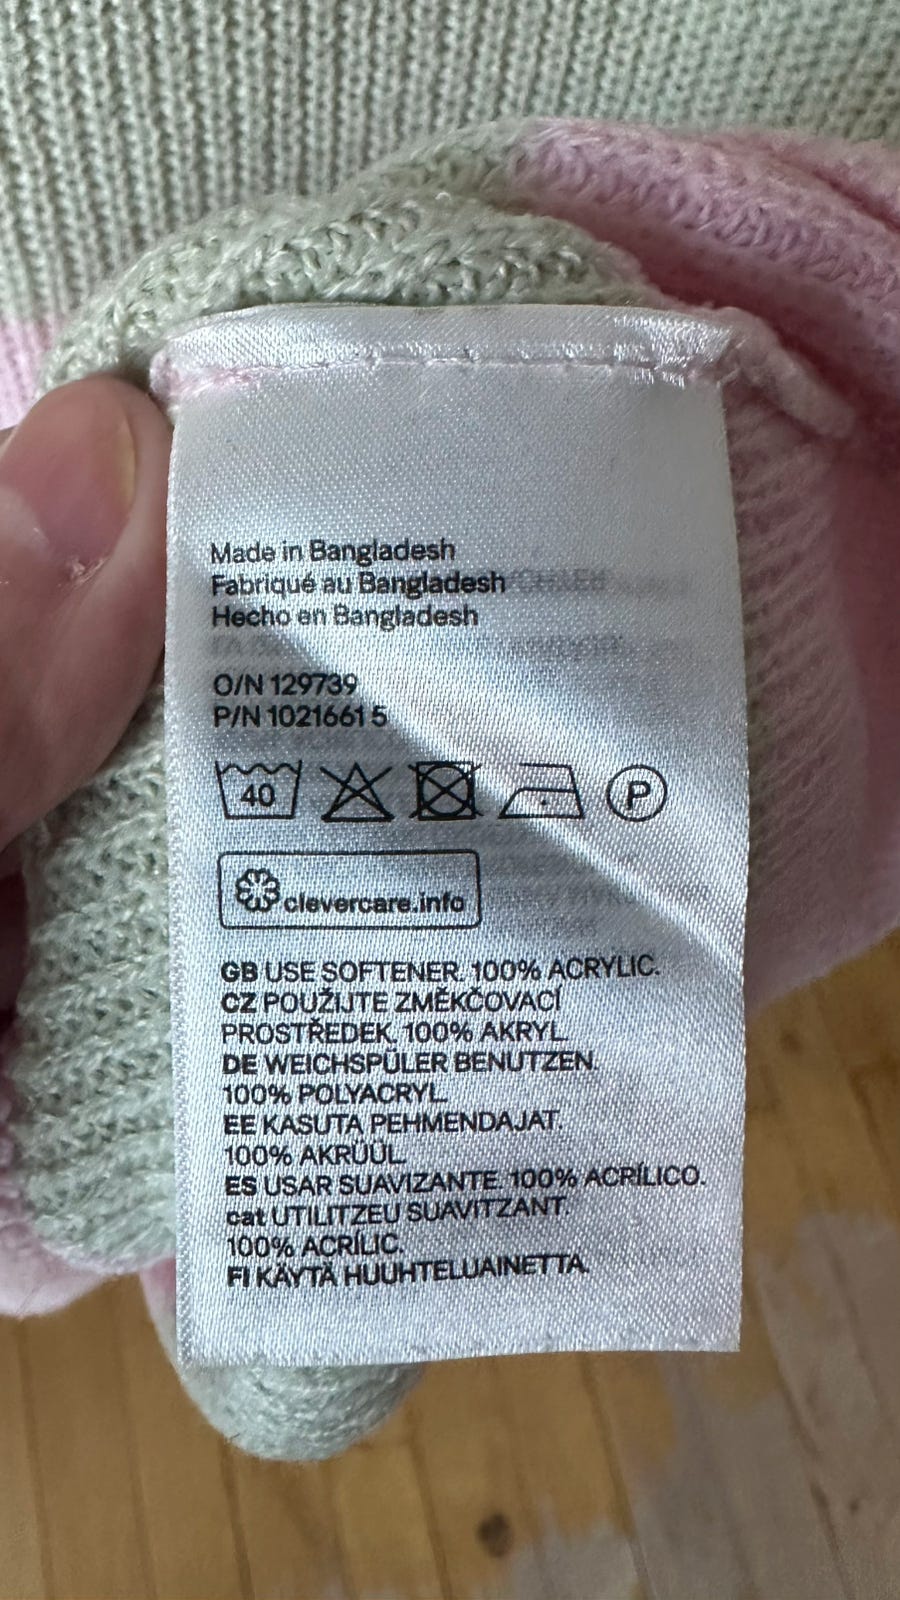 Made in Bangladesh
Fabriqué au Bangladesh
Hecho en Bangladesh
O/N 129739
P/N 1021661 5
40 P
clevercare.info
GB USE SOFTENER. 100% ACRYLIC.
CZ POUŽIJTE ZMĚKČOVACÍ
PROSTŘEDEK. 100% AKRYL
DE WEICHSPÜLER BENUTZEN.
100% POLYACRYL
EE KASUTA PEHMENDAJAT.
100% AKRÜÜL
ES USAR SUAVIZANTE. 100% ACRÍLICO.
cat UTILITZEU SUAVITZANT.
100% ACRÍLIC.
FI KÄYTÄ HUUHTELUAINETTA.